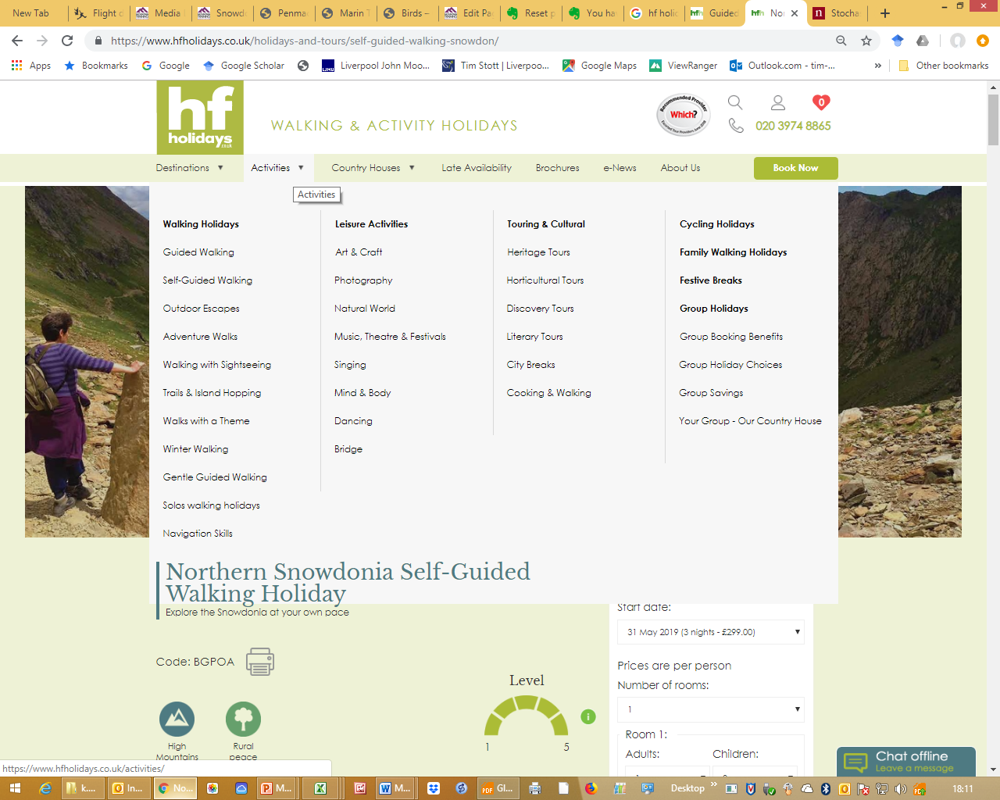 New Tab
Flight d
Media
Snowd
Penma
Marin T
Birds –
Edit Pa
Reset p
You ha
hf holid
Guided
Nor
Stocha
https://www.hfholidays.co.uk/holidays-and-tours/self-guided-walking-snowdon/
Apps
Bookmarks
Google
Google Scholar
Liverpool John Moo...
Tim Stott | Liverpoo...
Google Maps
ViewRanger
Outlook.com - tim-...
»
Other bookmarks
hf
holidays
.co.uk
WALKING & ACTIVITY HOLIDAYS
Recommended Provider
Which?
0
020 3974 8865
Destinations
Activities
Country Houses
Late Availability
Brochures
e-News
About Us
Book Now
Activities
Walking Holidays
Guided Walking
Self-Guided Walking
Outdoor Escapes
Adventure Walks
Walking with Sightseeing
Trails & Island Hopping
Walks with a Theme
Winter Walking
Gentle Guided Walking
Solos walking holidays
Navigation Skills
Leisure Activities
Art & Craft
Photography
Natural World
Music, Theatre & Festivals
Singing
Mind & Body
Dancing
Bridge
Touring & Cultural
Heritage Tours
Horticultural Tours
Discovery Tours
Literary Tours
City Breaks
Cooking & Walking
Cycling Holidays
Family Walking Holidays
Festive Breaks
Group Holidays
Group Booking Benefits
Group Holiday Choices
Group Savings
Your Group - Our Country House
Northern Snowdonia Self-Guided
Walking Holiday
Explore the Snowdonia at your own pace
Code: BGPOA
High
Mountains
Rural
peace
Level
1
5
i
Start date:
31 May 2019 (3 nights - £299.00)
Prices are per person
Number of rooms:
1
Room 1:
Adults:
Children:
Chat offline
Leave a message
https://www.hfholidays.co.uk/activities/
k....
In...
No...
M...
M...
Gl...
Desktop
»
18:11